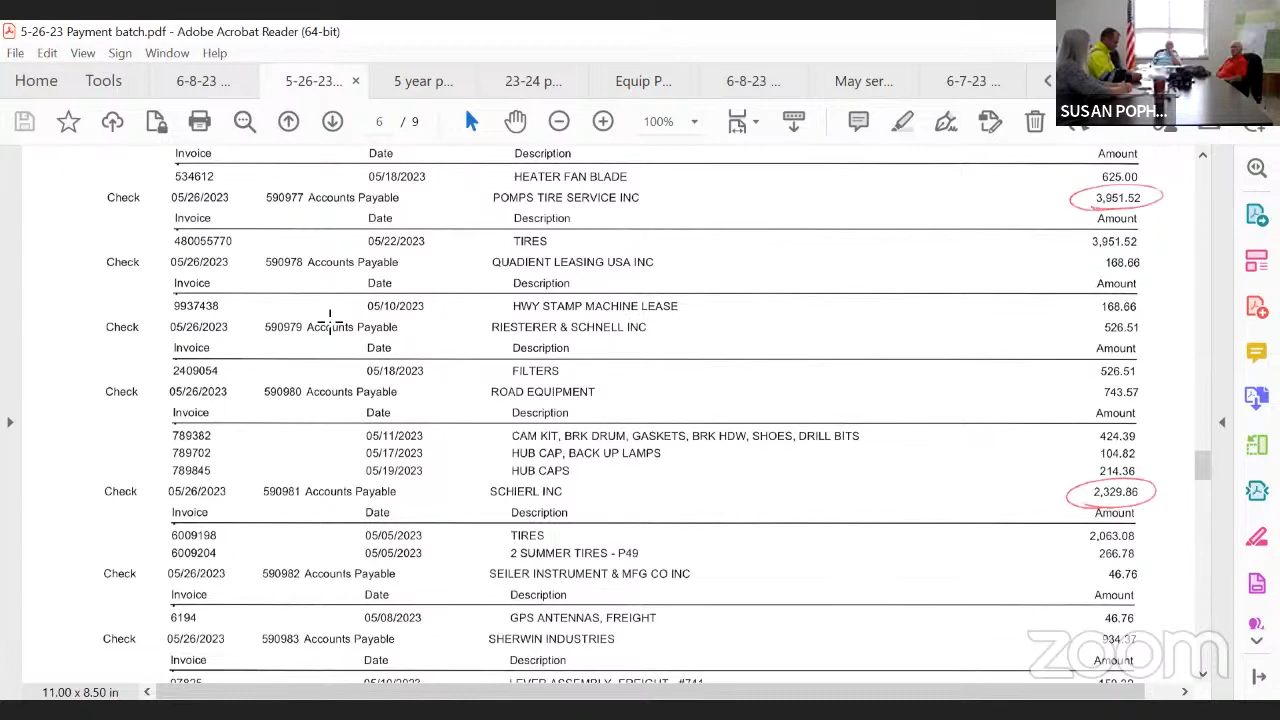 5-26-23 Payment batch.pdf - Adobe Acrobat Reader (64-bit)
File Edit View Sign Window Help
Home Tools 6-8-23 ... 5-26-23... × 5 year p... 23-24 p... Equip P... 6-8-23 ... May ser... 6-7-23 ...
SUSAN POPH...
6 / 9 100%
Invoice Date Description Amount
534612 05/18/2023 HEATER FAN BLADE 625.00
Check 05/26/2023 590977 Accounts Payable POMPS TIRE SERVICE INC 3,951.52
Invoice Date Description Amount
480055770 05/22/2023 TIRES 3,951.52
Check 05/26/2023 590978 Accounts Payable QUADIENT LEASING USA INC 168.66
Invoice Date Description Amount
9937438 05/10/2023 HWY STAMP MACHINE LEASE 168.66
Check 05/26/2023 590979 Accounts Payable RIESTERER & SCHNELL INC 526.51
Invoice Date Description Amount
2409054 05/18/2023 FILTERS 526.51
Check 05/26/2023 590980 Accounts Payable ROAD EQUIPMENT 743.57
Invoice Date Description Amount
789382 05/11/2023 CAM KIT, BRK DRUM, GASKETS, BRK HDW, SHOES, DRILL BITS 424.39
789702 05/17/2023 HUB CAP, BACK UP LAMPS 104.82
789845 05/19/2023 HUB CAPS 214.36
Check 05/26/2023 590981 Accounts Payable SCHIERL INC 2,329.86
Invoice Date Description Amount
6009198 05/05/2023 TIRES 2,063.08
6009204 05/05/2023 2 SUMMER TIRES - P49 266.78
Check 05/26/2023 590982 Accounts Payable SEILER INSTRUMENT & MFG CO INC 46.76
Invoice Date Description Amount
6194 05/08/2023 GPS ANTENNAS, FREIGHT 46.76
Check 05/26/2023 590983 Accounts Payable SHERWIN INDUSTRIES 934.37
Invoice Date Description Amount
zoom
11.00 x 8.50 in